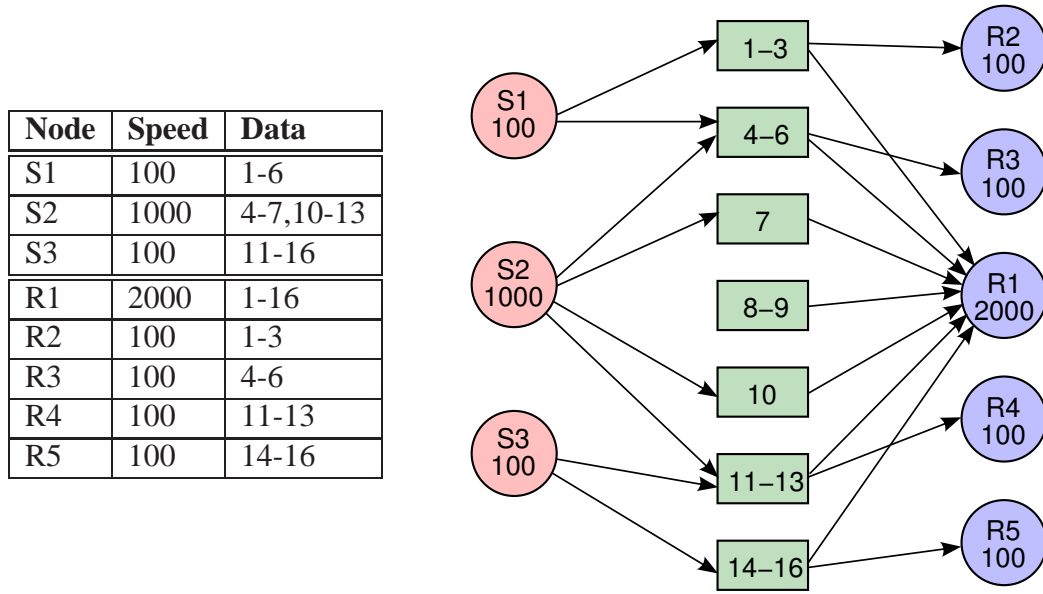 Node Speed Data
S1 100 1-6
S2 1000 4-7,10-13
S3 100 11-16
R1 2000 1-16
R2 100 1-3
R3 100 4-6
R4 100 11-13
R5 100 14-16
S1
100
S2
1000
S3
100
1−3
4−6
7
8−9
10
11−13
14−16
R2
100
R3
100
R1
2000
R4
100
R5
100